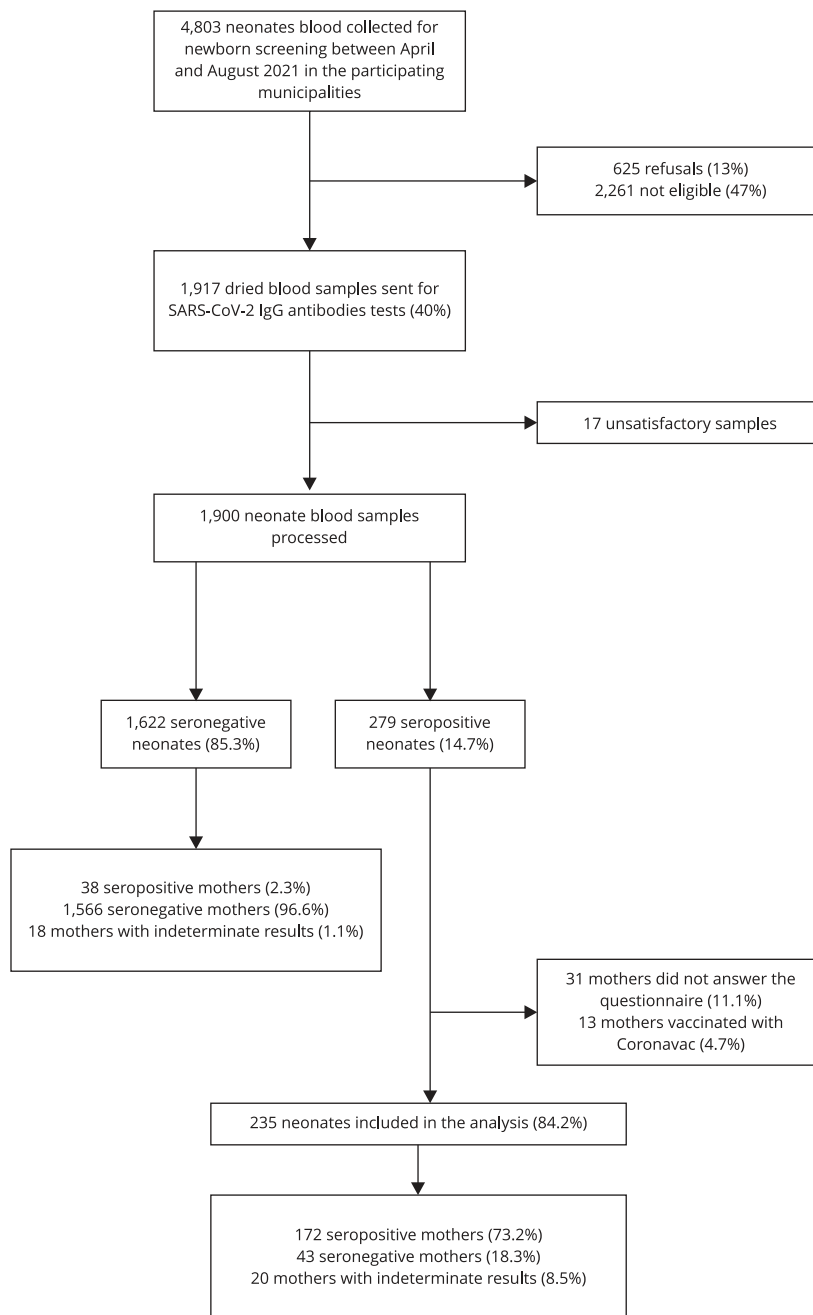 4,803 neonates blood collected for
newborn screening between April
and August 2021 in the participating
municipalities
625 refusals (13%)
2,261 not eligible (47%)
1,917 dried blood samples sent for
SARS-CoV-2 IgG antibodies tests (40%)
17 unsatisfactory samples
1,900 neonate blood samples
processed
1,622 seronegative
neonates (85.3%)
279 seropositive
neonates (14.7%)
38 seropositive mothers (2.3%)
1,566 seronegative mothers (96.6%)
18 mothers with indeterminate results (1.1%)
31 mothers did not answer the
questionnaire (11.1%)
13 mothers vaccinated with
Coronavac (4.7%)
235 neonates included in the analysis (84.2%)
172 seropositive mothers (73.2%)
43 seronegative mothers (18.3%)
20 mothers with indeterminate results (8.5%)